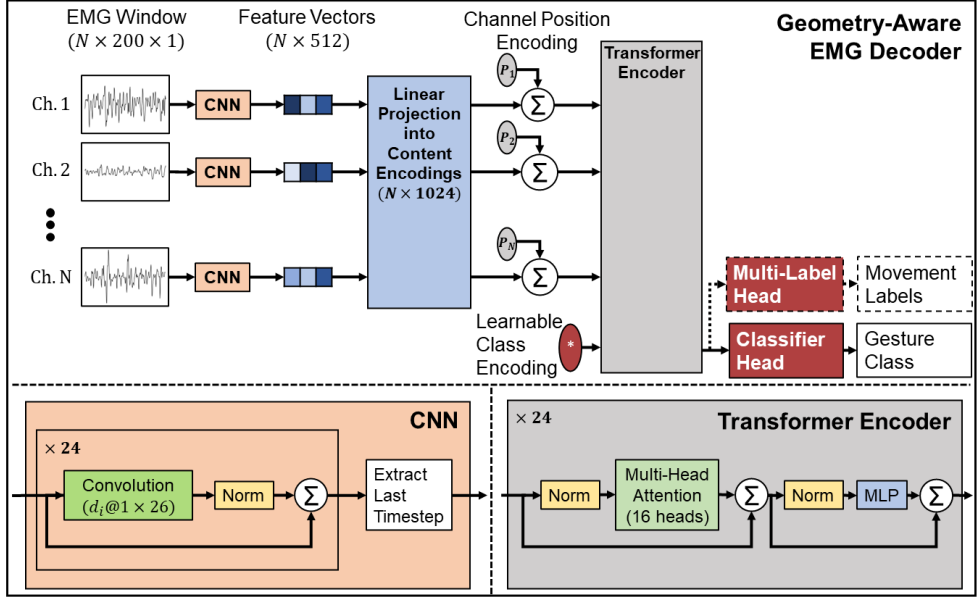 EMG Window
(N × 200 × 1)
Feature Vectors
(N × 512)
Channel Position
Encoding
Geometry-Aware
EMG Decoder
Ch. 1
CNN
Linear
Projection
into
Content
Encodings
(N × 1024)
P₁
Σ
Transformer
Encoder
Ch. 2
CNN
P₂
Σ
Ch. N
CNN
P_N
Σ
Multi-Label
Head
Movement
Labels
Learnable
Class
Encoding
*
Classifier
Head
Gesture
Class
CNN
× 24
Convolution
(dᵢ@1 × 26)
Norm
Σ
Extract
Last
Timestep
Transformer Encoder
× 24
Norm
Multi-Head
Attention
(16 heads)
Σ
Norm
MLP
Σ